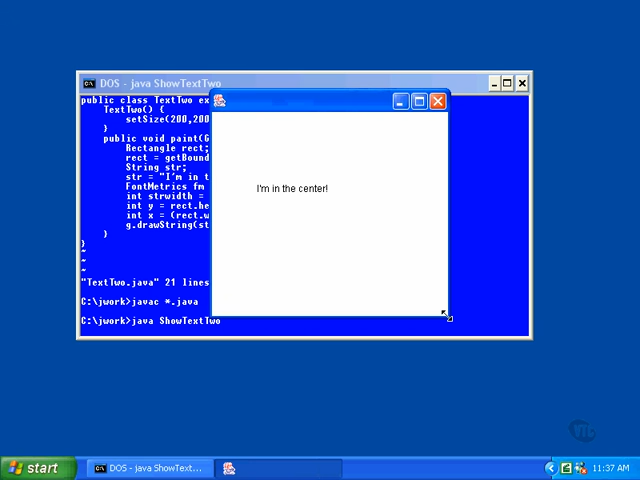 DOS - java ShowTextTwo
public class TextTwo ex
TextTwo() {
setSize(200,200
}
public void paint(G
Rectangle rect;
rect = getBound
String str;
str = "I'm in t
FontMetrics fm
int strwidth =
int y = rect.he
int x = (rect.w
g.drawString(st
}
}
~
~
~
"TextTwo.java" 21 lines
C:\jwork>javac *.java
C:\jwork>java ShowTextTwo
I'm in the center!
start
DOS - java ShowText...
11:37 AM